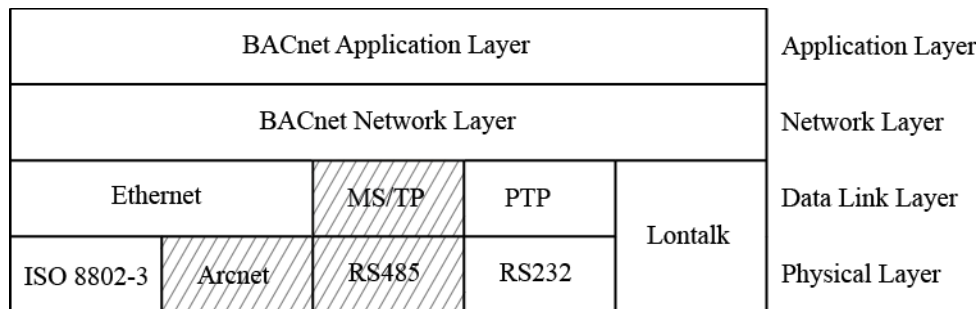 BACnet Application Layer
Application Layer
BACnet Network Layer
Network Layer
Ethernet
MS/TP
PTP
Lontalk
Data Link Layer
ISO 8802-3
Arcnet
RS485
RS232
Physical Layer